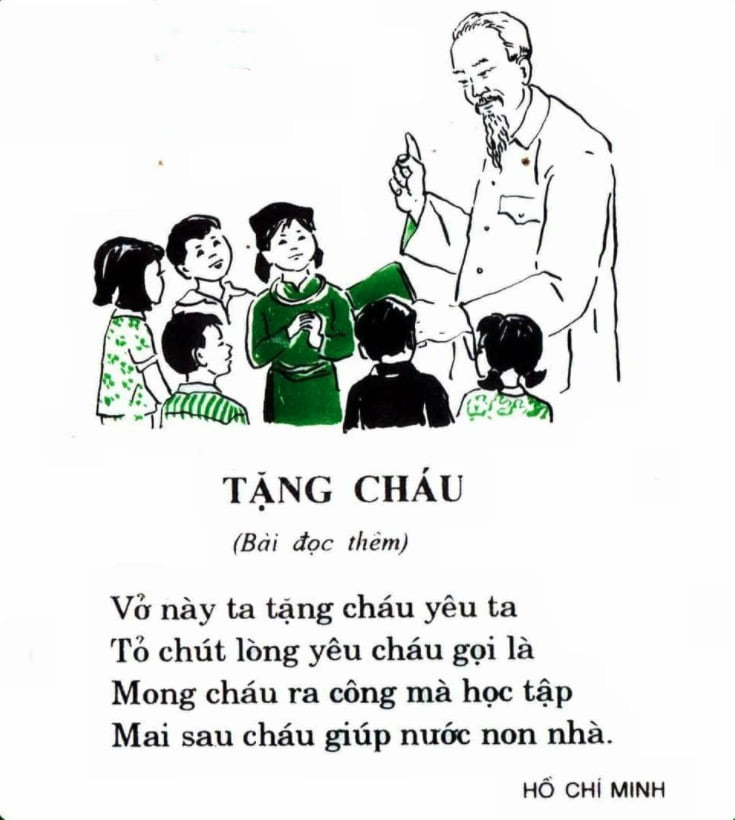 TẶNG CHÁU
(Bài đọc thêm)
Vở này ta tặng cháu yêu ta
Tỏ chút lòng yêu cháu gọi là
Mong cháu ra công mà học tập
Mai sau cháu giúp nước non nhà.
HỒ CHÍ MINH